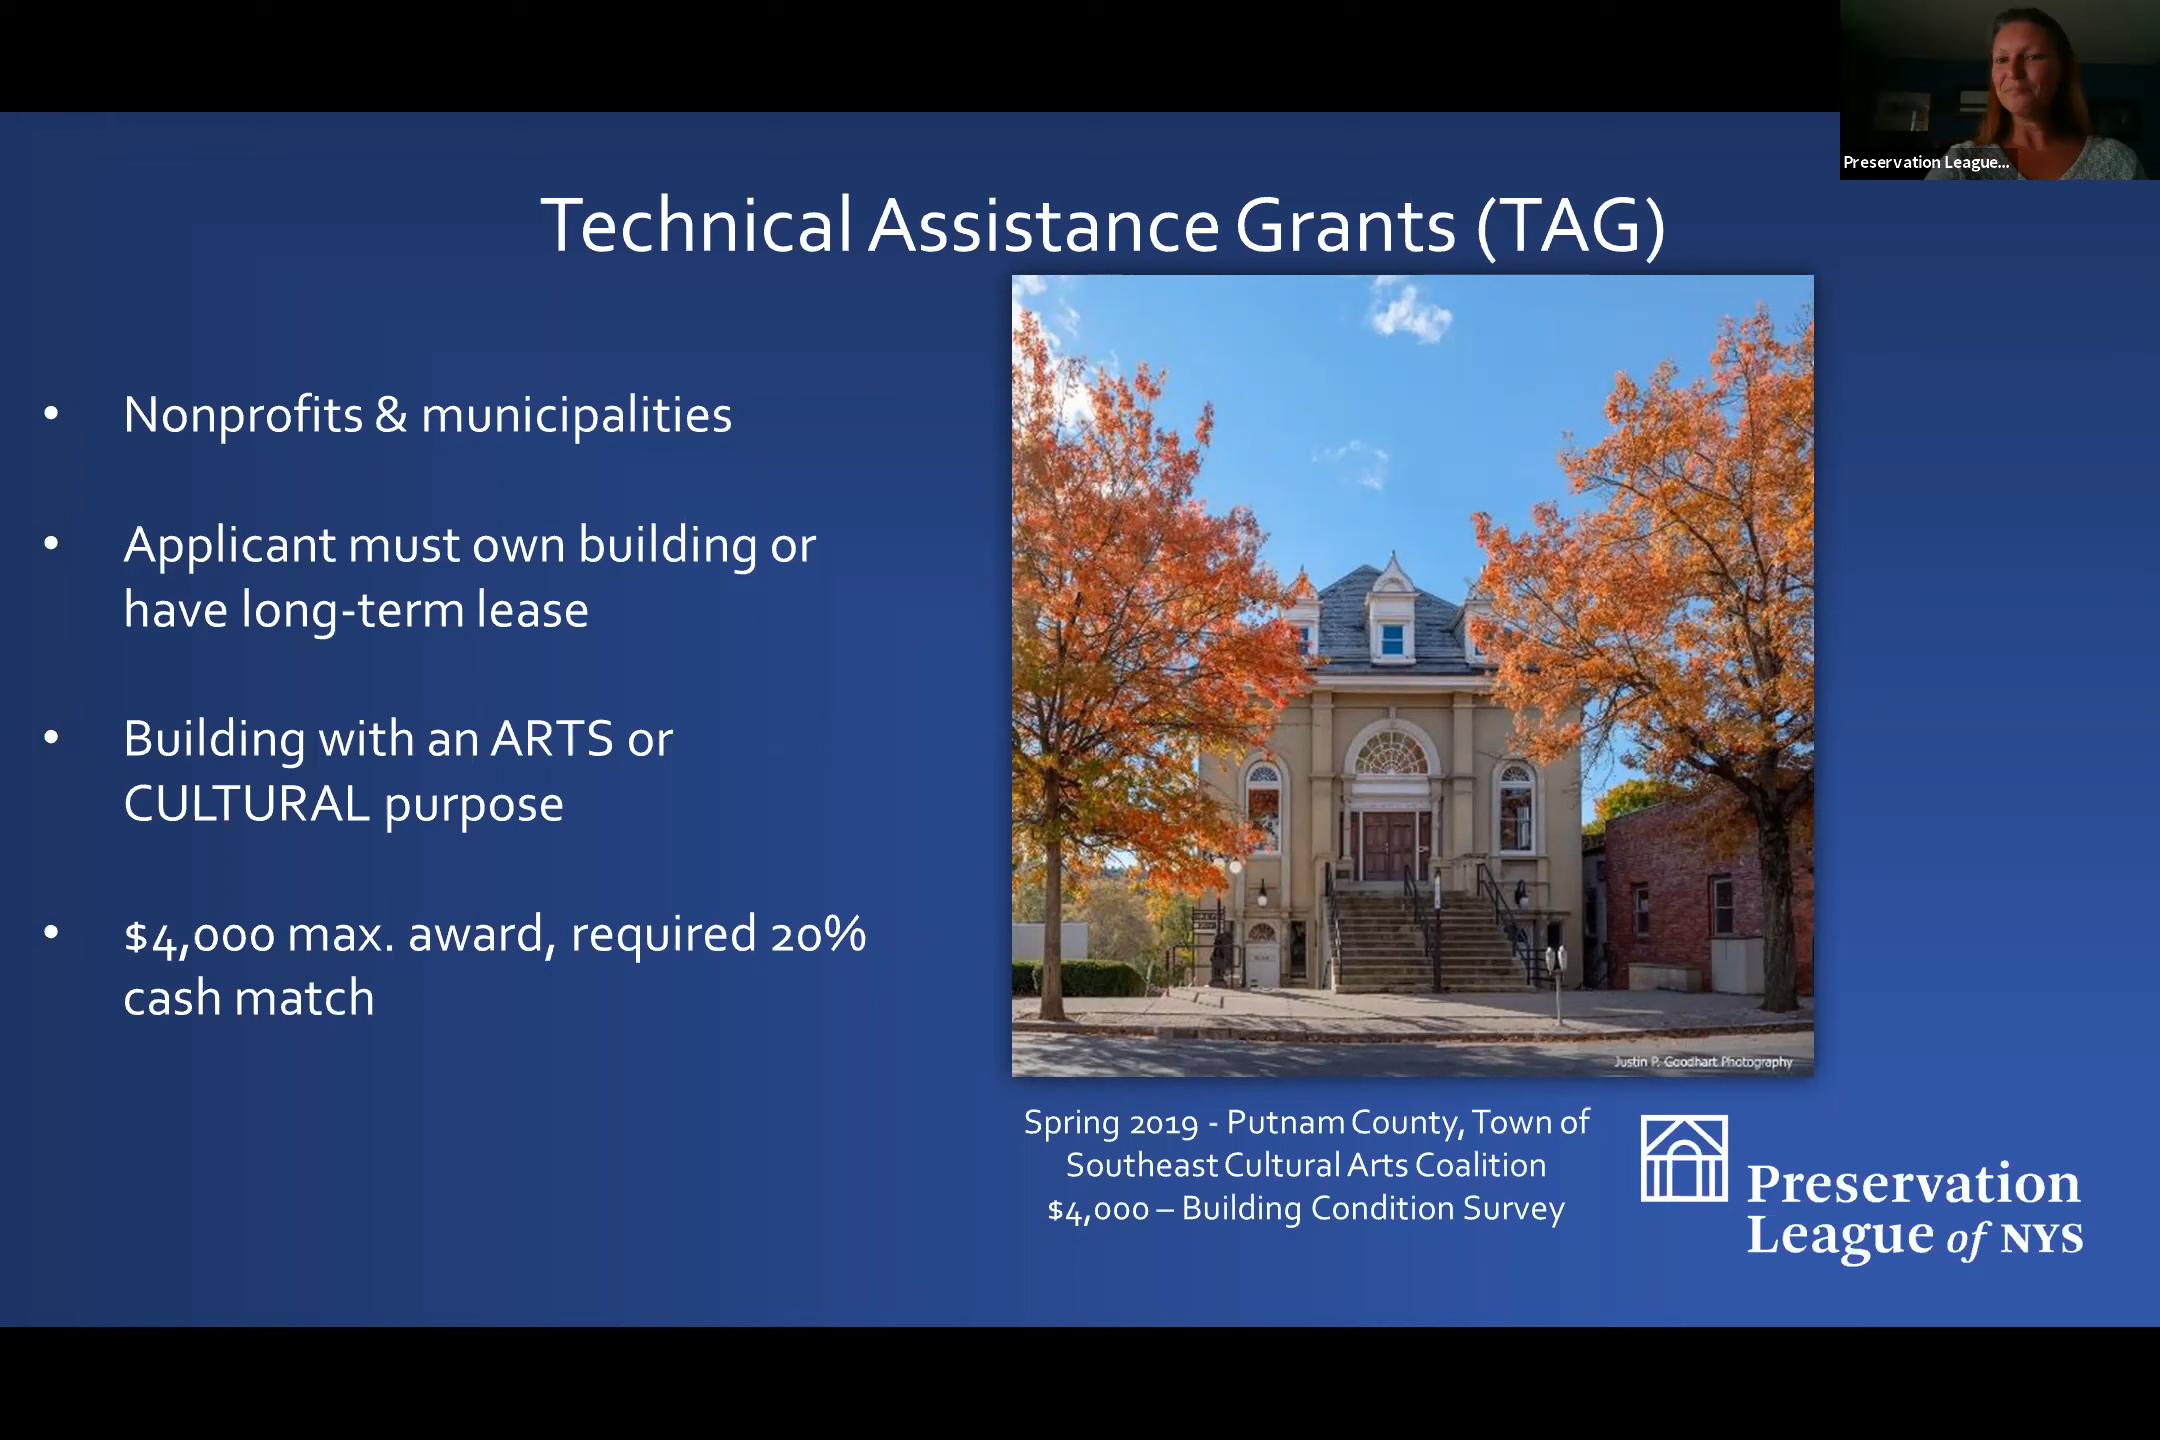 Preservation League...
Technical Assistance Grants (TAG)
• Nonprofits & municipalities
• Applicant must own building or
have long-term lease
• Building with an ARTS or
CULTURAL purpose
• $4,000 max. award, required 20%
cash match
Justin P. Goodhart Photography
Spring 2019 - Putnam County, Town of
Southeast Cultural Arts Coalition
$4,000 – Building Condition Survey
Preservation
League of NYS